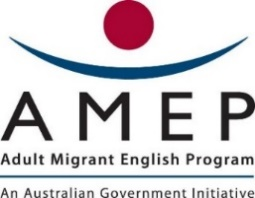 AMEP
Adult Migrant English Program
An Australian Government Initiative